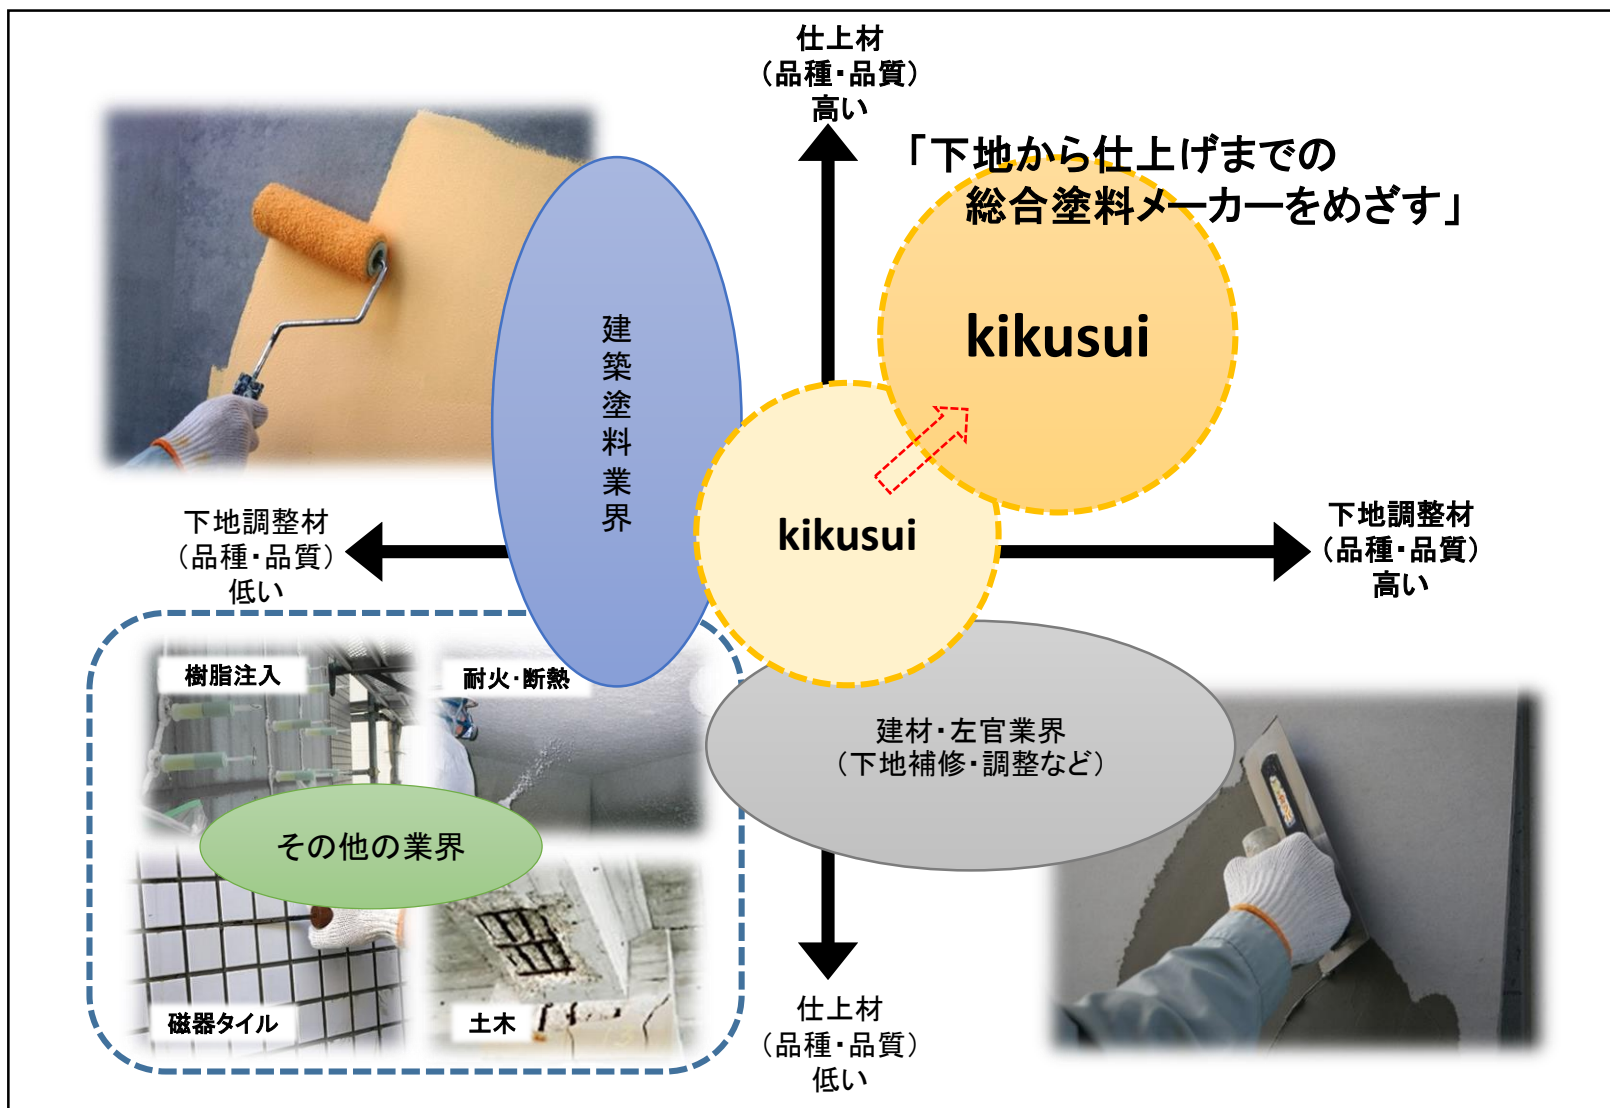 仕上材
（品種・品質）
高い
「下地から仕上げまでの
総合塗料メーカーをめざす」
kikusui
建築塗料業界
kikusui
下地調整材
（品種・品質）
低い
下地調整材
（品種・品質）
高い
樹脂注入
耐火・断熱
建材・左官業界
（下地補修・調整など）
その他の業界
磁器タイル
土木
仕上材
（品種・品質）
低い